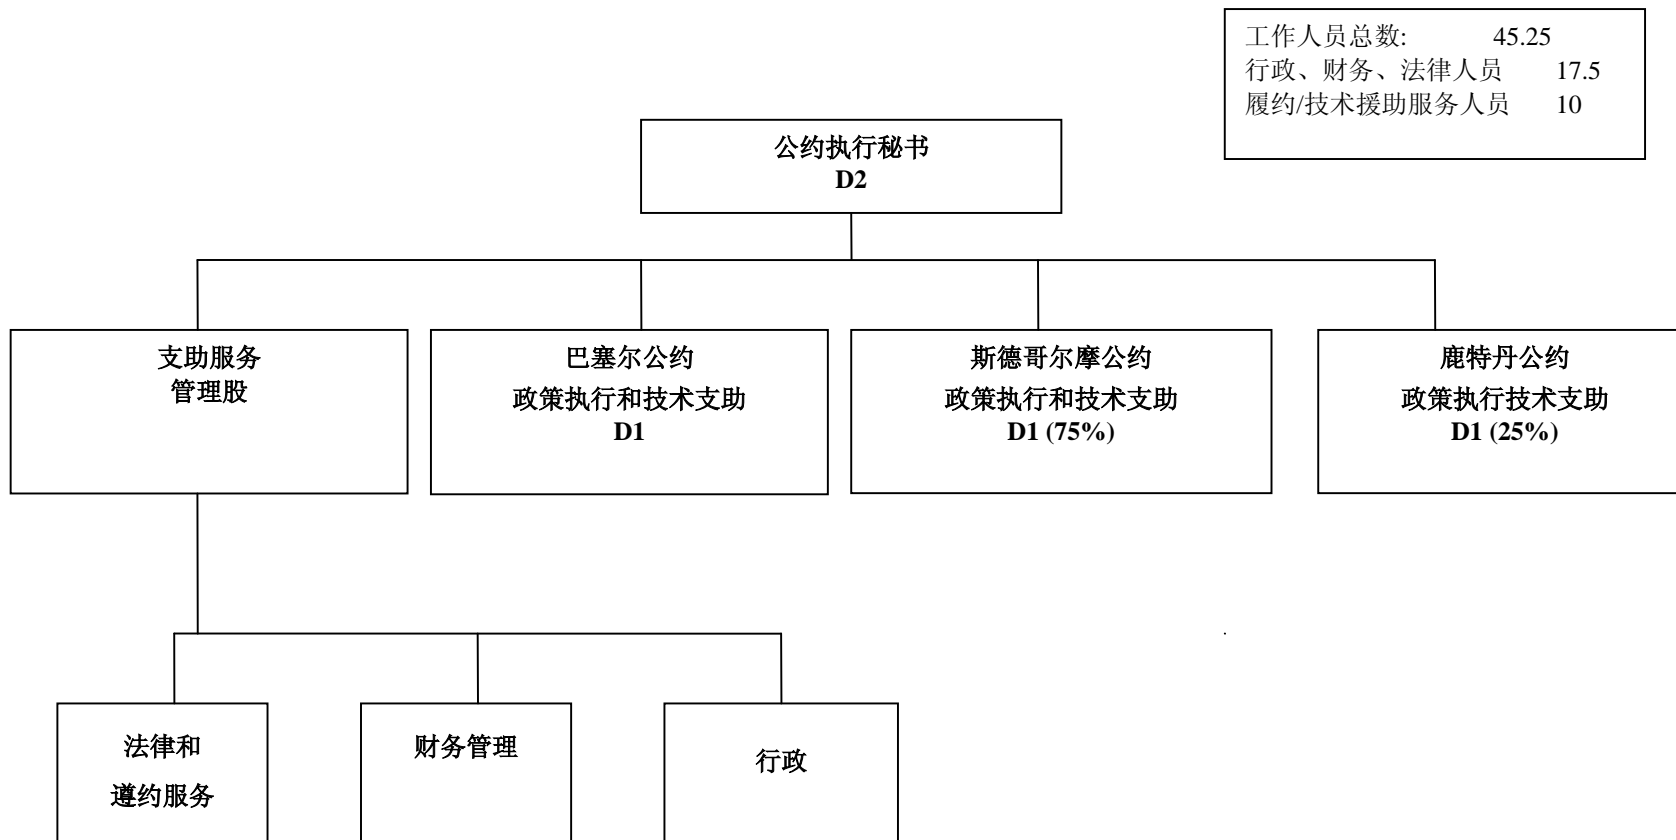 工作人员总数: 45.25
行政、财务、法律人员 17.5
履约/技术援助服务人员 10
公约执行秘书
D2
支助服务
管理股
巴塞尔公约
政策执行和技术支助
D1
斯德哥尔摩公约
政策执行和技术支助
D1 (75%)
鹿特丹公约
政策执行技术支助
D1 (25%)
法律和
遵约服务
财务管理
行政